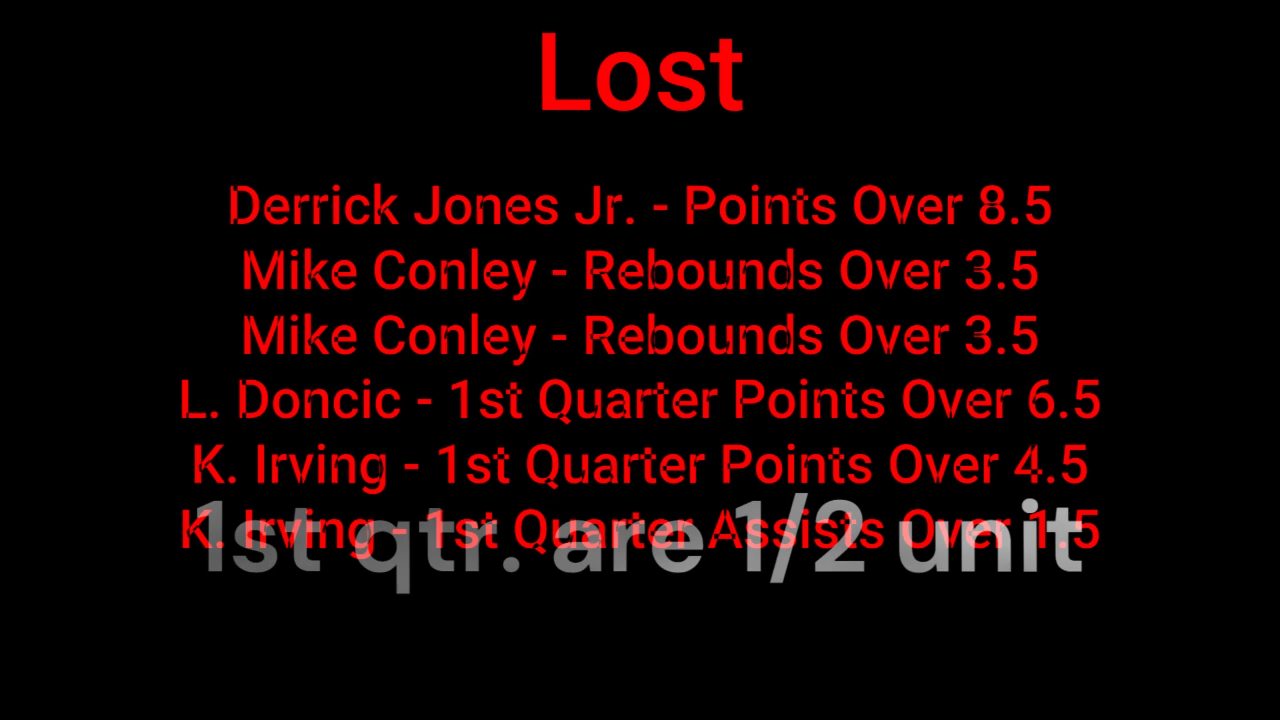 Lost
Derrick Jones Jr. - Points Over 8.5
Mike Conley - Rebounds Over 3.5
Mike Conley - Rebounds Over 3.5
L. Doncic - 1st Quarter Points Over 6.5
K. Irving - 1st Quarter Points Over 4.5
K. Irving - 1st Quarter Assists Over 1.5
1st qtr. are 1/2 unit